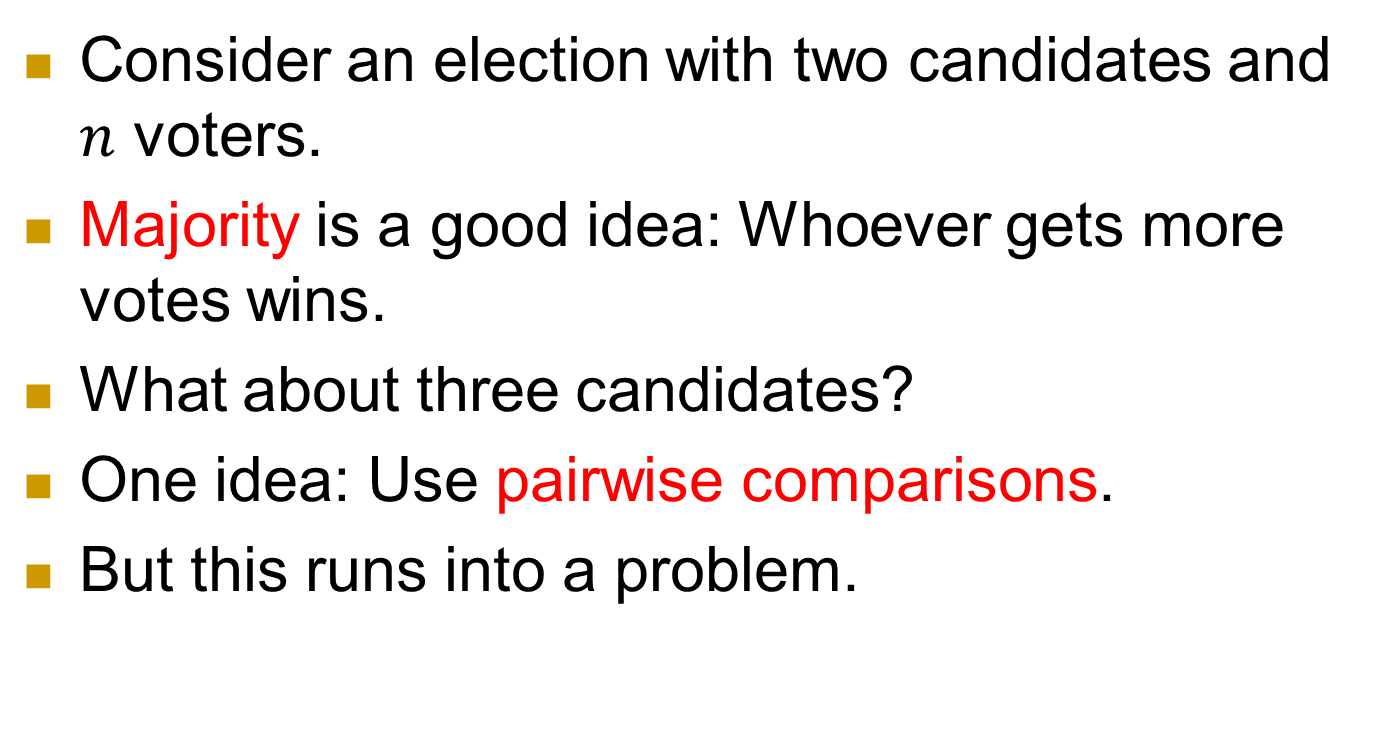 Consider an election with two candidates and
n voters.
Majority is a good idea: Whoever gets more
votes wins.
What about three candidates?
One idea: Use pairwise comparisons.
But this runs into a problem.